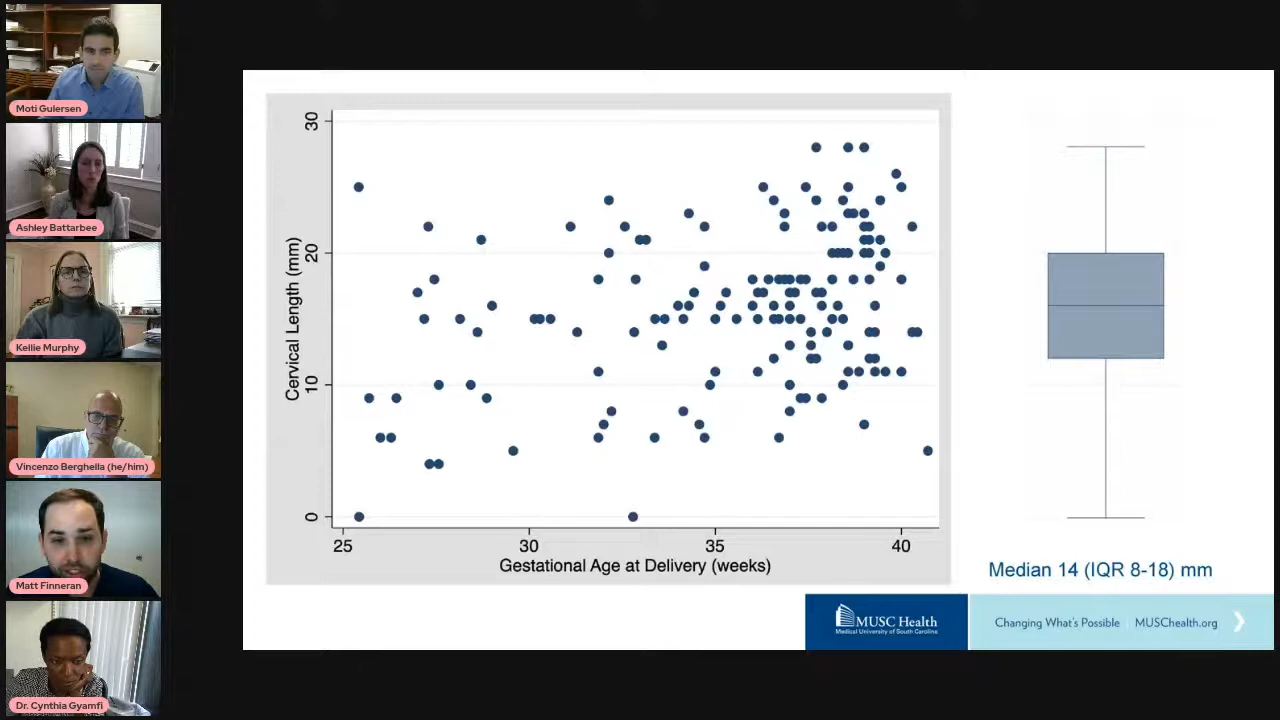 Moti Gulersen
Ashley Battarbee
Kellie Murphy
Vincenzo Berghella (he/him)
Matt Finneran
Dr. Cynthia Gyamfi
Cervical Length (mm)
30
20
10
0
25
30
35
40
Gestational Age at Delivery (weeks)
Median 14 (IQR 8-18) mm
MUSC Health
Medical University of South Carolina
Changing What's Possible | MUSChealth.org